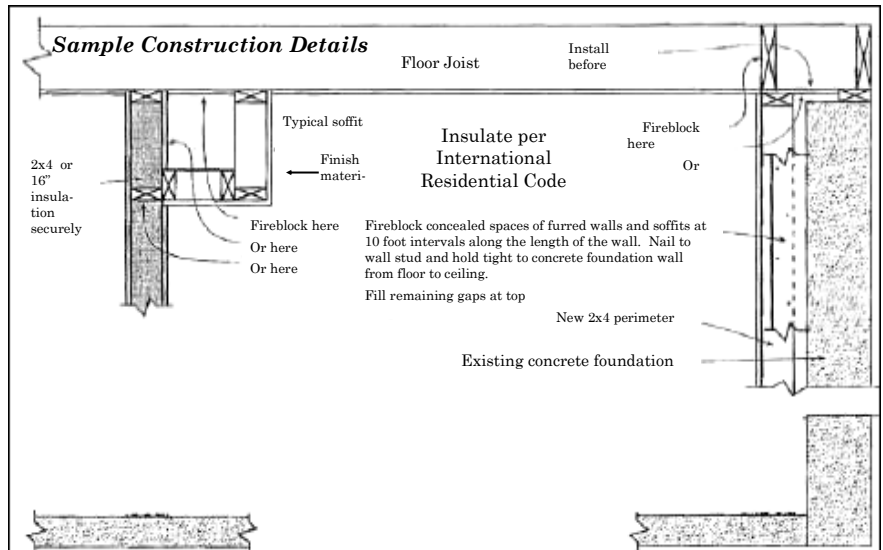 Sample Construction Details
Floor Joist
Install
before
Typical soffit
Insulate per
International
Residential Code
Fireblock
here
Or
2x4 or
16”
insula-
tion
securely
Finish
materi-
Fireblock here
Or here
Or here
Fireblock concealed spaces of furred walls and soffits at
10 foot intervals along the length of the wall. Nail to
wall stud and hold tight to concrete foundation wall
from floor to ceiling.
Fill remaining gaps at top
New 2x4 perimeter
Existing concrete foundation